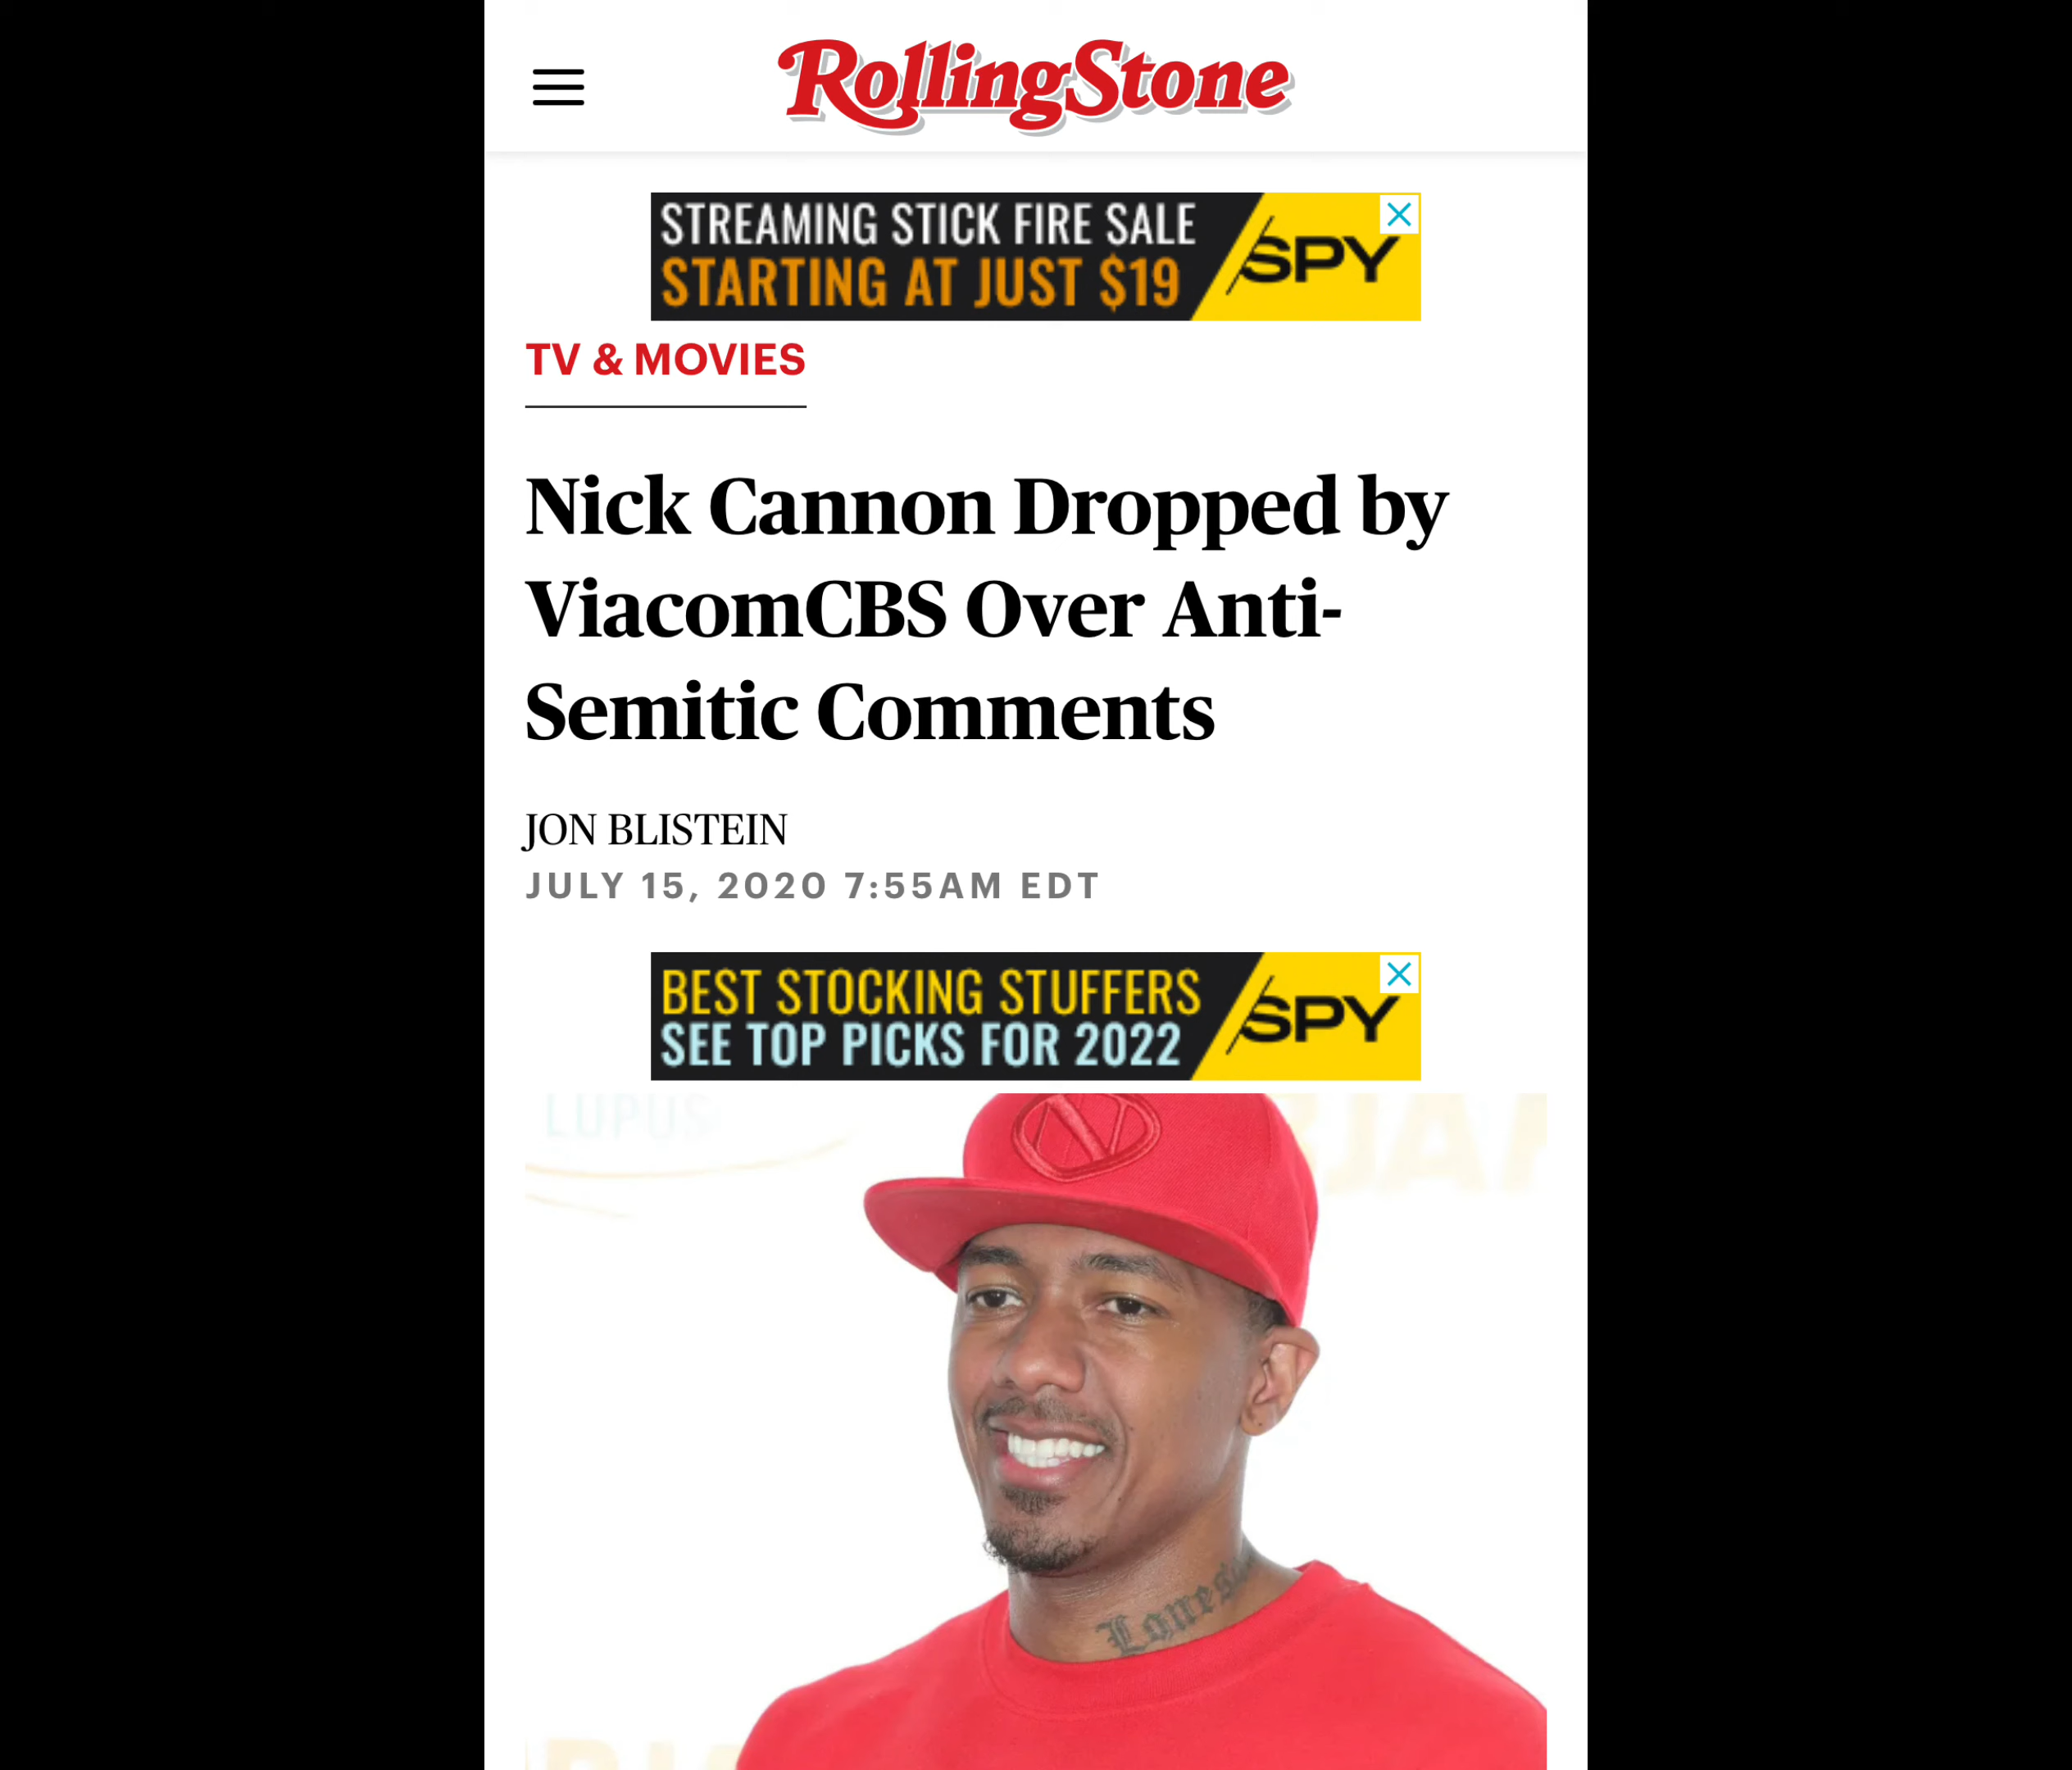 RollingStone
STREAMING STICK FIRE SALE
STARTING AT JUST $19
SPY
TV & MOVIES
Nick Cannon Dropped by
ViacomCBS Over Anti-
Semitic Comments
JON BLISTEIN
JULY 15, 2020 7:55AM EDT
BEST STOCKING STUFFERS
SEE TOP PICKS FOR 2022
SPY
LUPUS